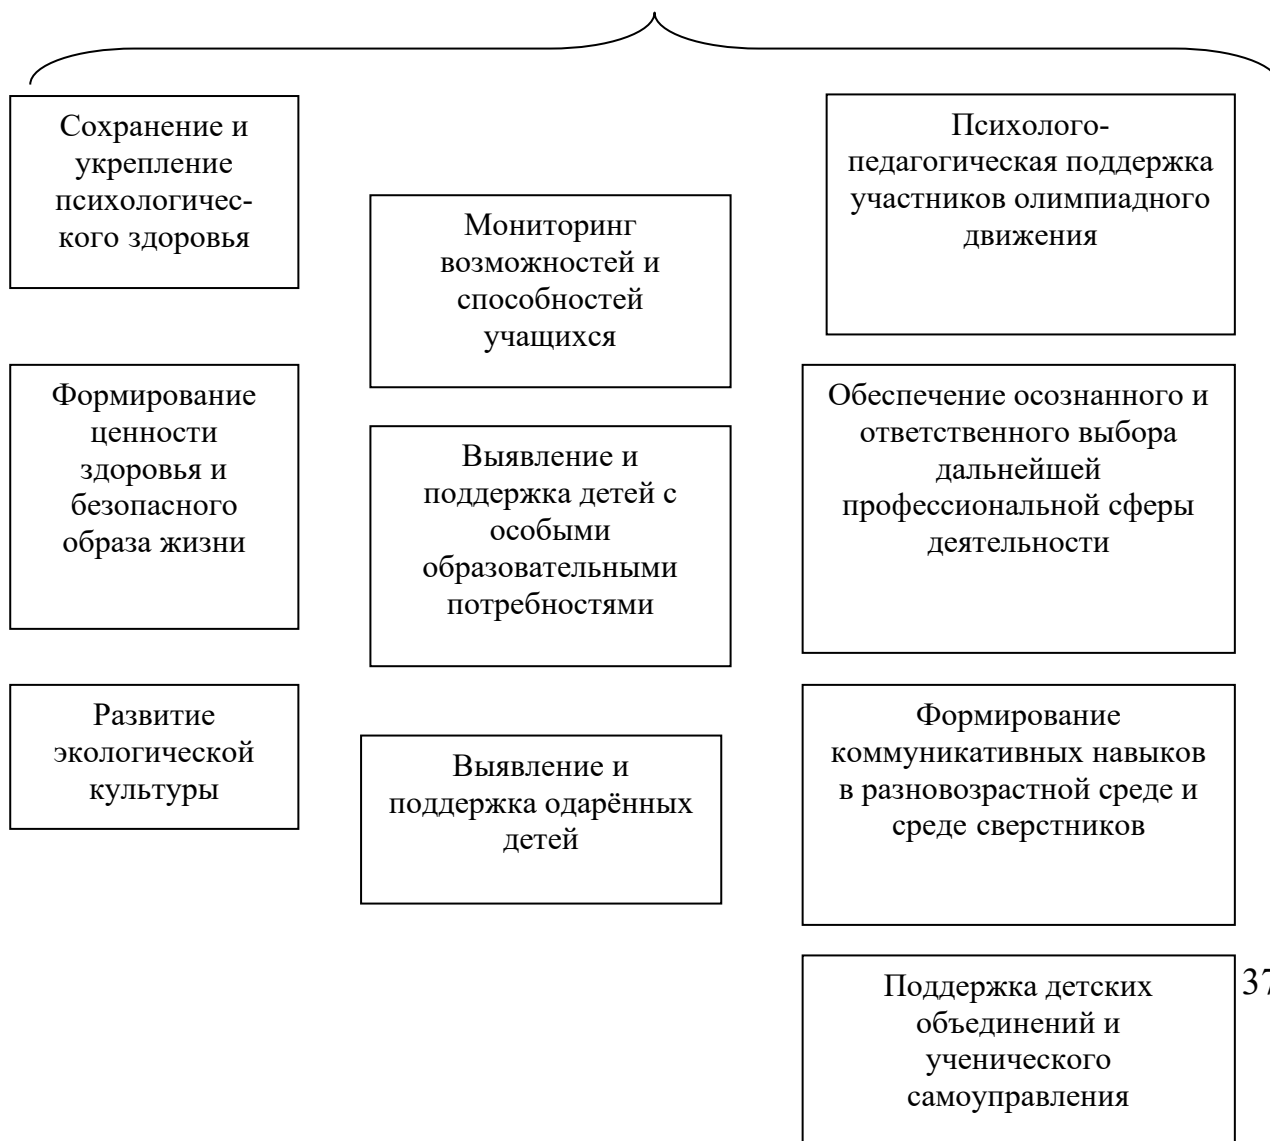 Сохранение и
укрепление
психологичес-
кого здоровья
Формирование
ценности
здоровья и
безопасного
образа жизни
Развитие
экологической
культуры
Мониторинг
возможностей и
способностей
учащихся
Выявление и
поддержка детей с
особыми
образовательными
потребностями
Выявление и
поддержка одарённых
детей
Психолого-
педагогическая поддержка
участников олимпиадного
движения
Обеспечение осознанного и
ответственного выбора
дальнейшей
профессиональной сферы
деятельности
Формирование
коммуникативных навыков
в разновозрастной среде и
среде сверстников
Поддержка детских
объединений и
ученического
самоуправления
37